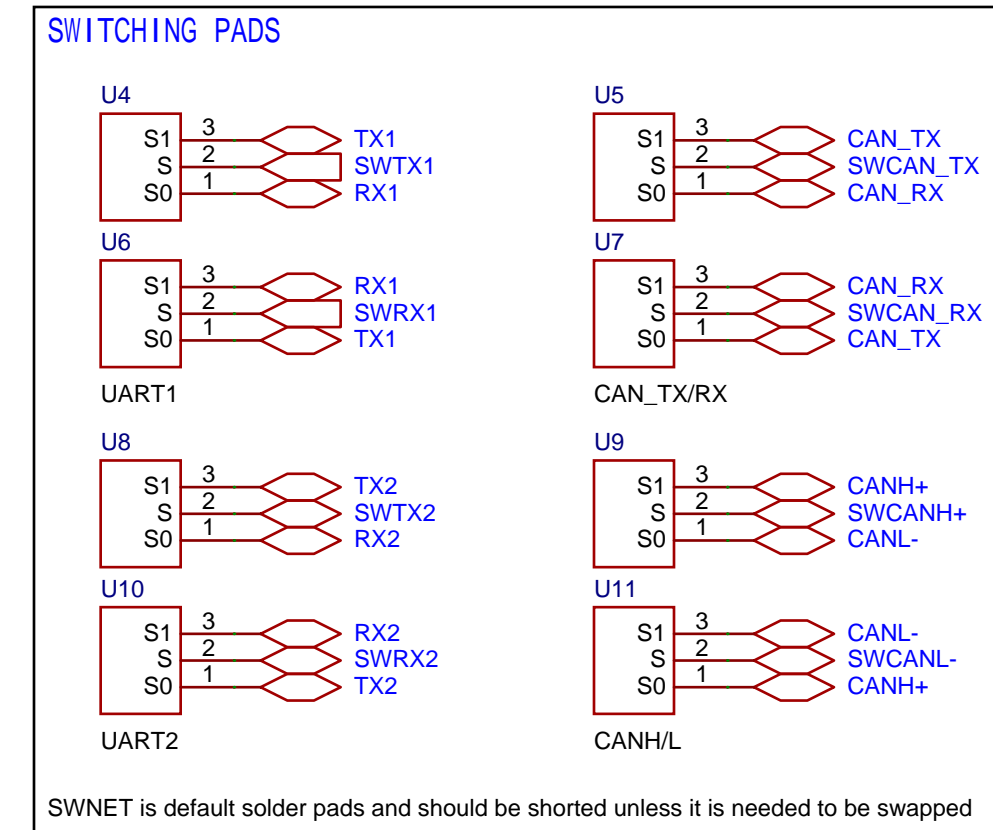 SWITCHING PADS
U4
S1 3 TX1
S 2 SWTX1
S0 1 RX1
U6
S1 3 RX1
S 2 SWRX1
S0 1 TX1
UART1
U8
S1 3 TX2
S 2 SWTX2
S0 1 RX2
U10
S1 3 RX2
S 2 SWRX2
S0 1 TX2
UART2
U5
S1 3 CAN_TX
S 2 SWCAN_TX
S0 1 CAN_RX
U7
S1 3 CAN_RX
S 2 SWCAN_RX
S0 1 CAN_TX
CAN_TX/RX
U9
S1 3 CANH+
S 2 SWCANH+
S0 1 CANL-
U11
S1 3 CANL-
S 2 SWCANL-
S0 1 CANH+
CANH/L
SWNET is default solder pads and should be shorted unless it is needed to be swapped